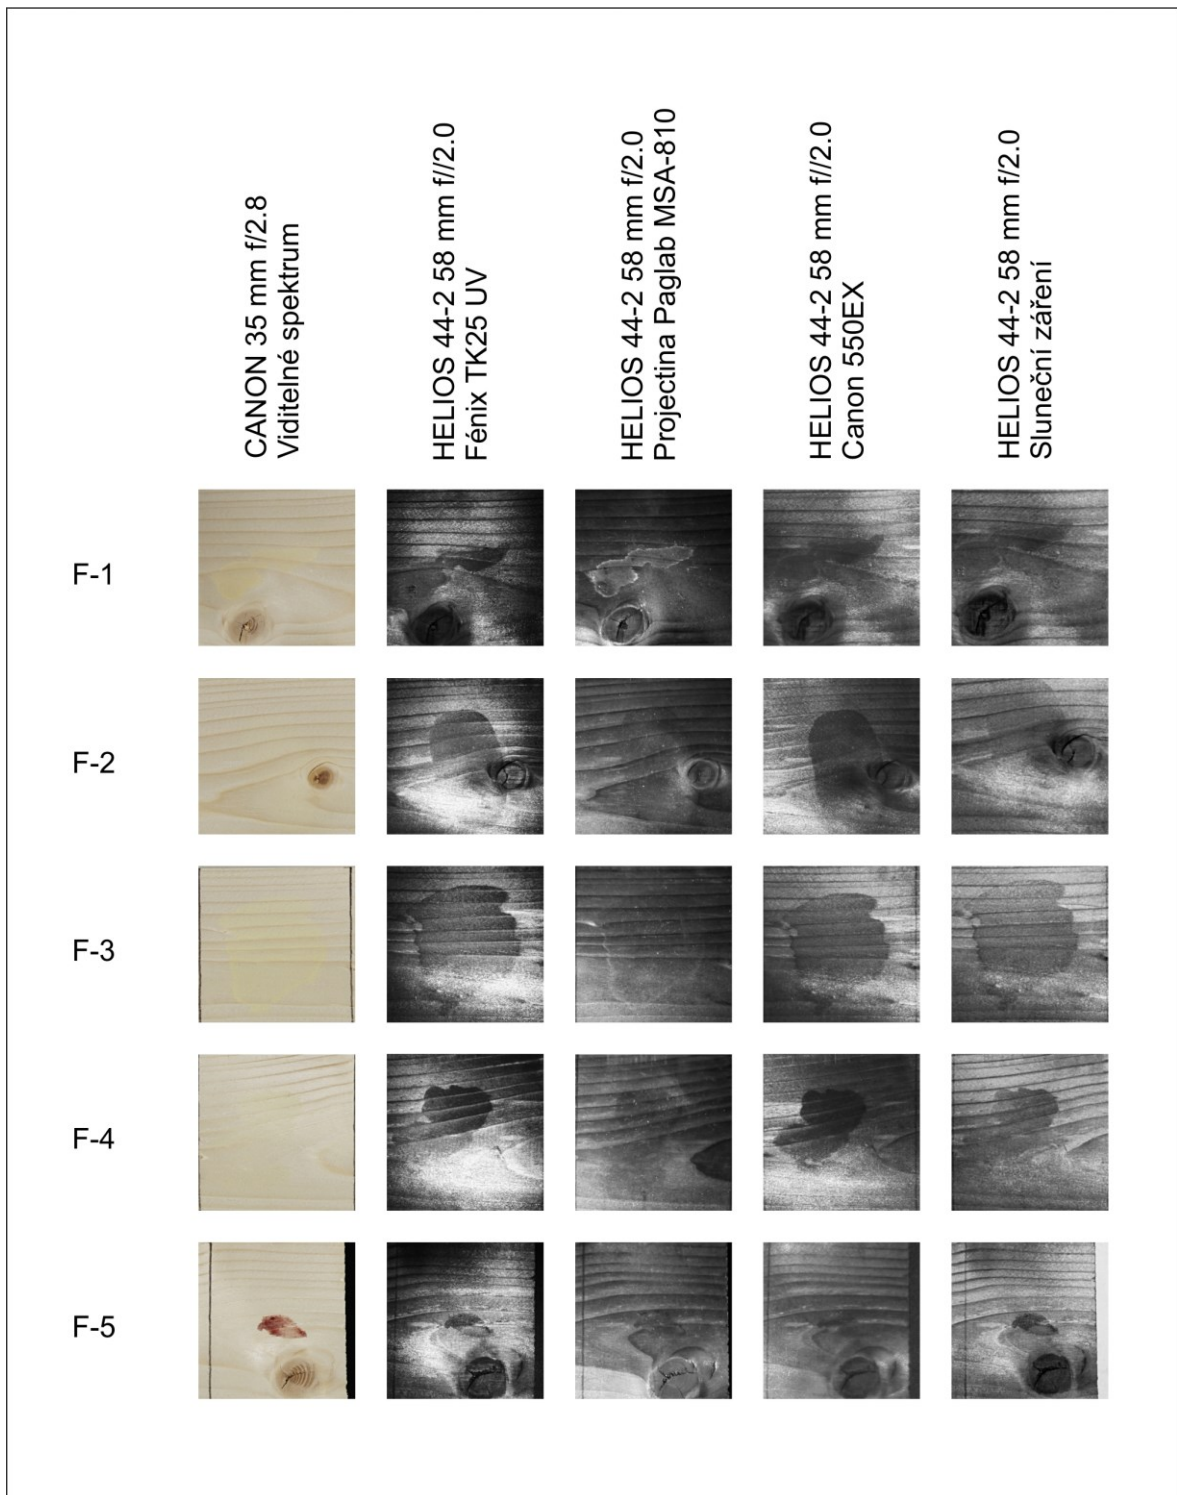 CANON 35 mm f/2.8
Viditelné spektrum
HELIOS 44-2 58 mm f//2.0
Fénix TK25 UV
HELIOS 44-2 58 mm f/2.0
Projectina Paglab MSA-810
HELIOS 44-2 58 mm f//2.0
Canon 550EX
HELIOS 44-2 58 mm f/2.0
Sluneční záření
F-1
F-2
F-3
F-4
F-5